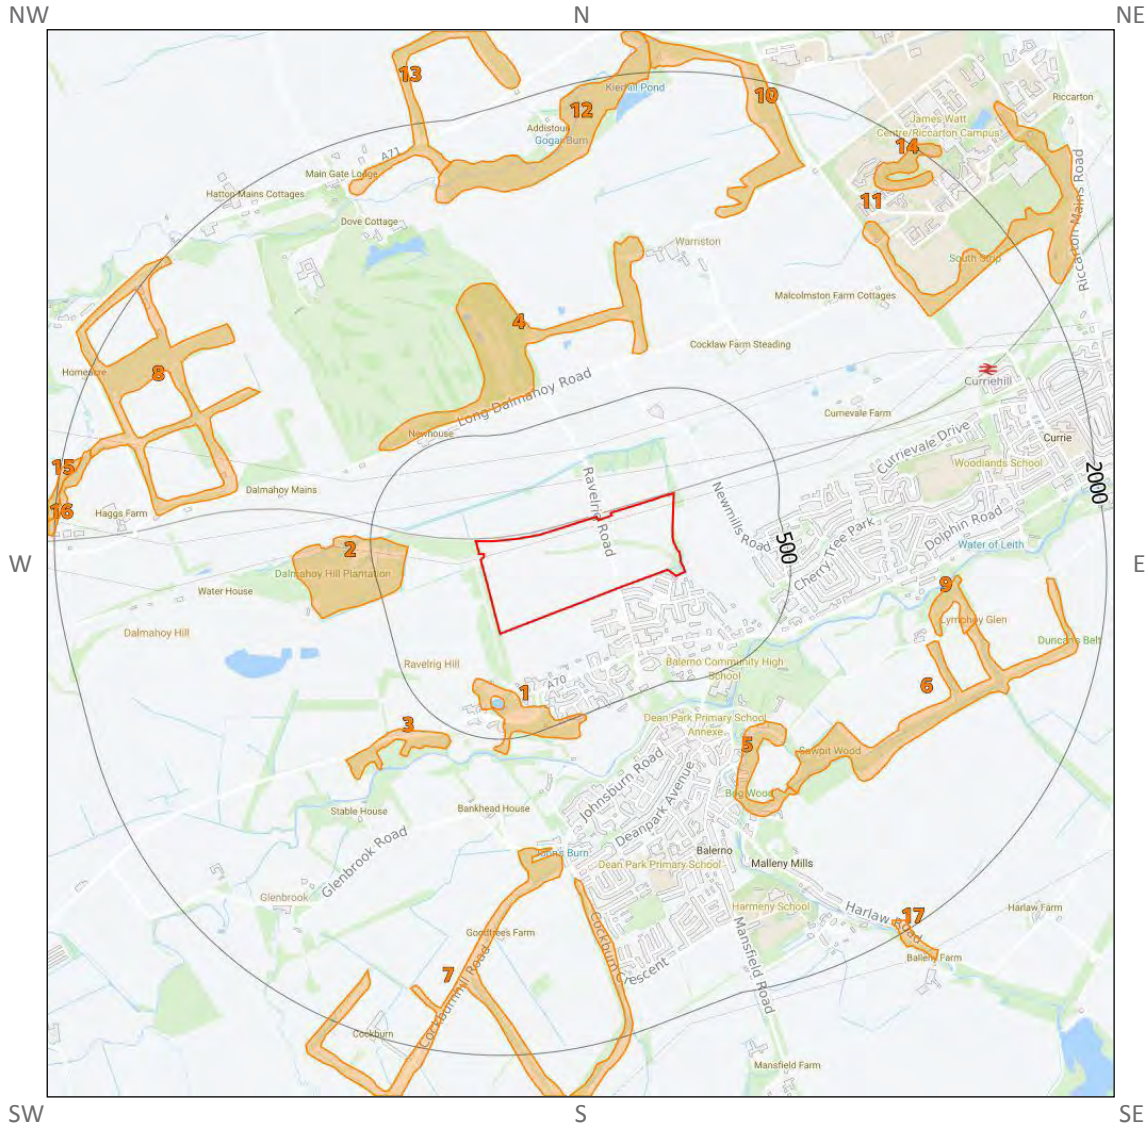 NW N NE
13
Kierhill Pond
10
12
Riccarton
Addistoun
Gogar Burn
James Watt
Centre/Riccarton Campus
14
A71
Main Gate Lodge
Hatton Mains Cottages
11
Riccarton Mains Road
Dove Cottage
Warriston
South Strip
Malcolmston Farm Cottages
4
Cocklaw Farm Steading
Homeacre
8
Curriehill
Long Dalmahoy Road
Currievale Farm
Newhouse
Currievale Drive
Currie
15
Woodlands School
2000
Ravelrig Road
Dalmahoy Mains
Newmills Road
16
Haggs Farm
Dolphin Road
Cherry Tree Park
500
Water of Leith
2
W E
Dalmahoy Hill Plantation
9
Water House
Lymphoy Glen
Dalmahoy Hill
Duncan's Belt
Ravelrig Hill
Balerno Community High
School
A70
6
1
Dean Park Primary School
Annexe
3
5
Sawpit Wood
Johnsburn Road
Bog Wood
Stable House
Bankhead House
Deanpark Avenue
Glenbrook Road
Balerno
Malleny Mills
Dean Park Primary School
Glenbrook
Harmeny School
Harlaw Road
17
Harlaw Farm
Cockburn Crescent
Goodtrees Farm
Mansfield Road
Balleny Farm
7
Cockburnhill Road
Cockburn
Mansfield Farm
SW S SE